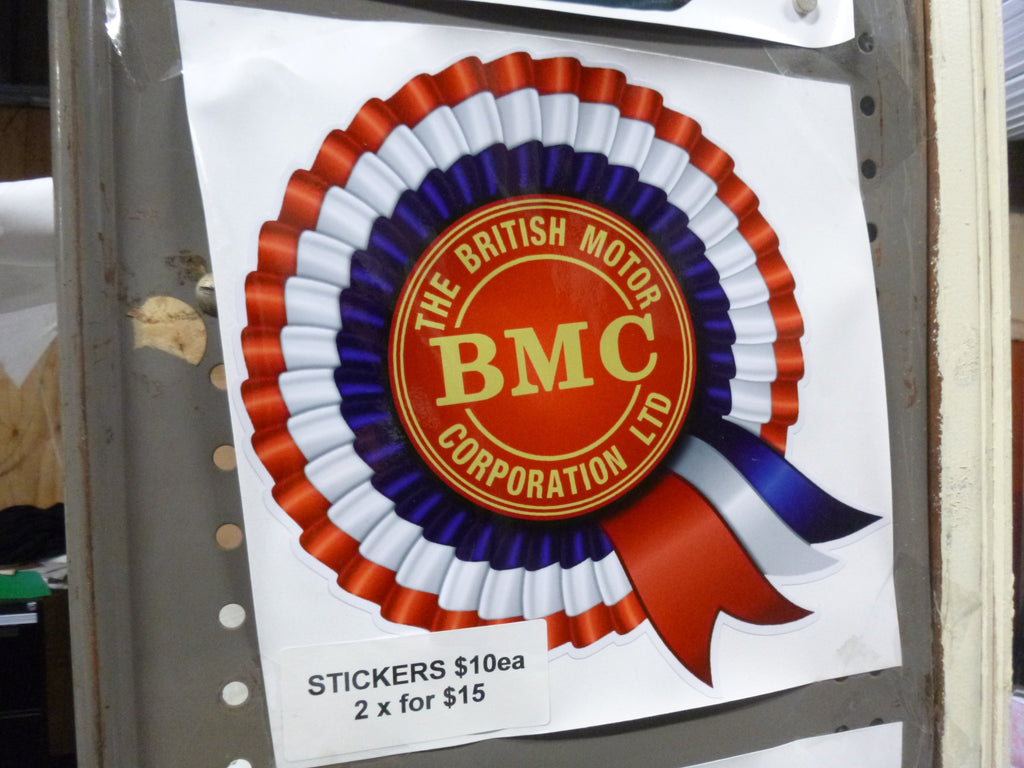 THE BRITISH MOTOR
BMC
CORPORATION LTD
STICKERS $10ea
2 x for $15